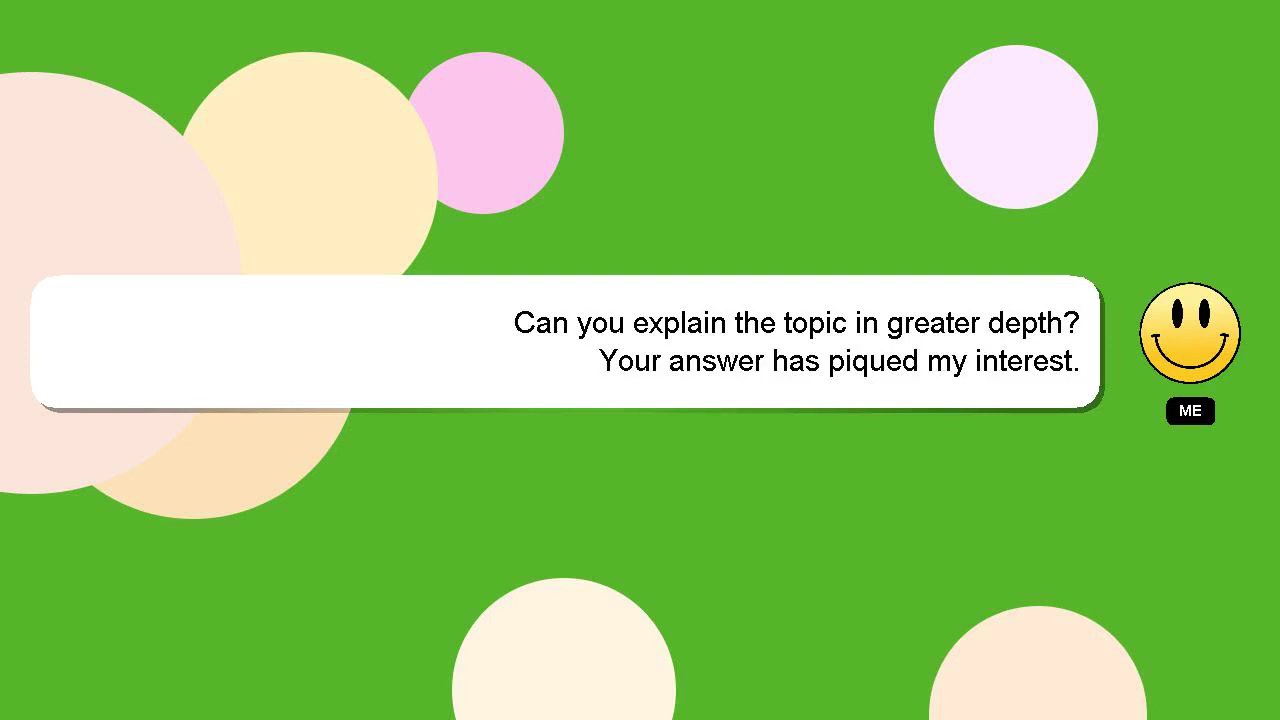 Can you explain the topic in greater depth?
Your answer has piqued my interest.
ME